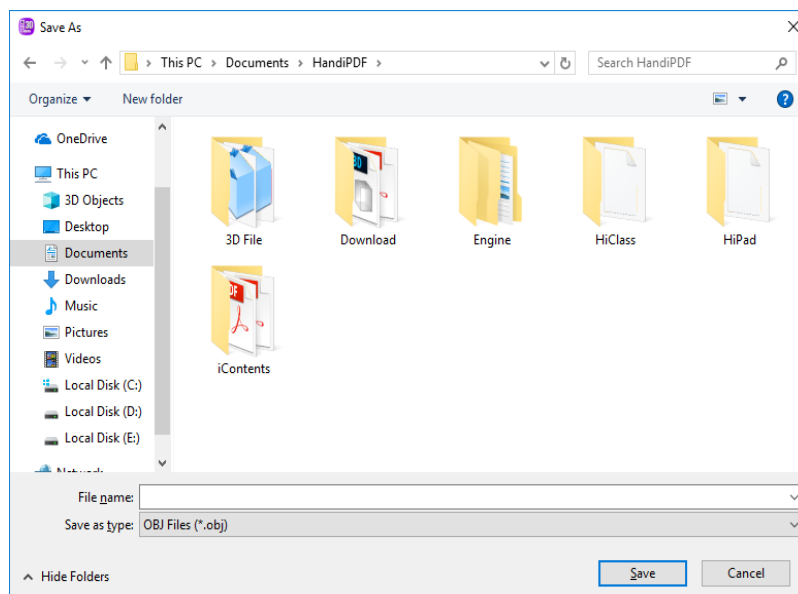 Save As
This PC > Documents > HandiPDF >
Search HandiPDF
Organize
New folder
OneDrive
This PC
3D Objects
Desktop
Documents
Downloads
Music
Pictures
Videos
Local Disk (C:)
Local Disk (D:)
Local Disk (E:)
Network
3D File
Download
Engine
HiClass
HiPad
iContents
File name:
Save as type: OBJ Files (*.obj)
Hide Folders
Save
Cancel